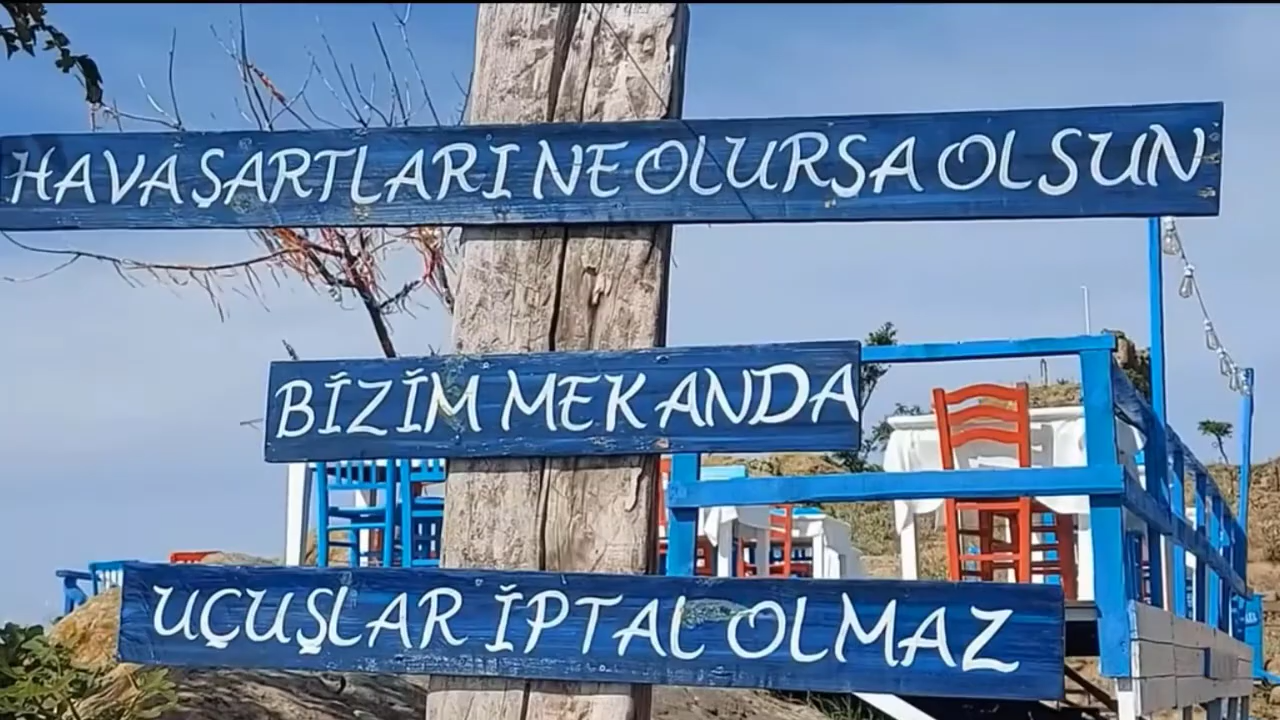 HAVA ŞARTLARI NE OLURSA OLSUN
BİZİM MEKANDA
UÇUŞLAR İPTAL OLMAZ